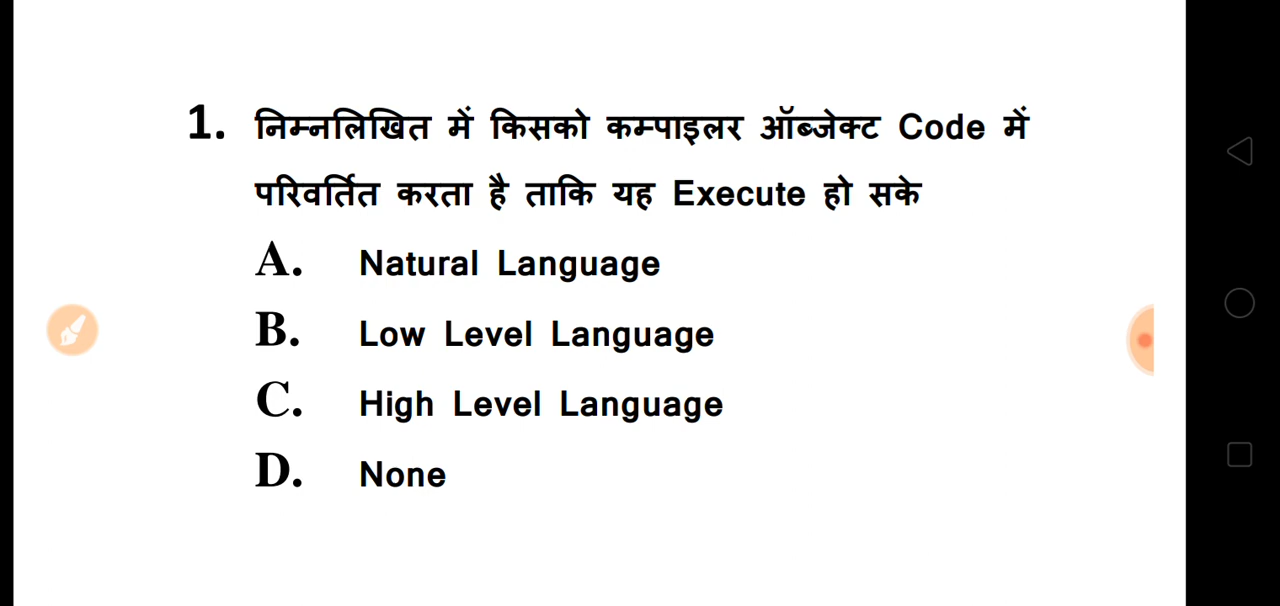 1. निम्नलिखित में किसको कम्पाइलर ऑब्जेक्ट Code में
परिवर्तित करता है ताकि यह Execute हो सके
A. Natural Language
B. Low Level Language
C. High Level Language
D. None